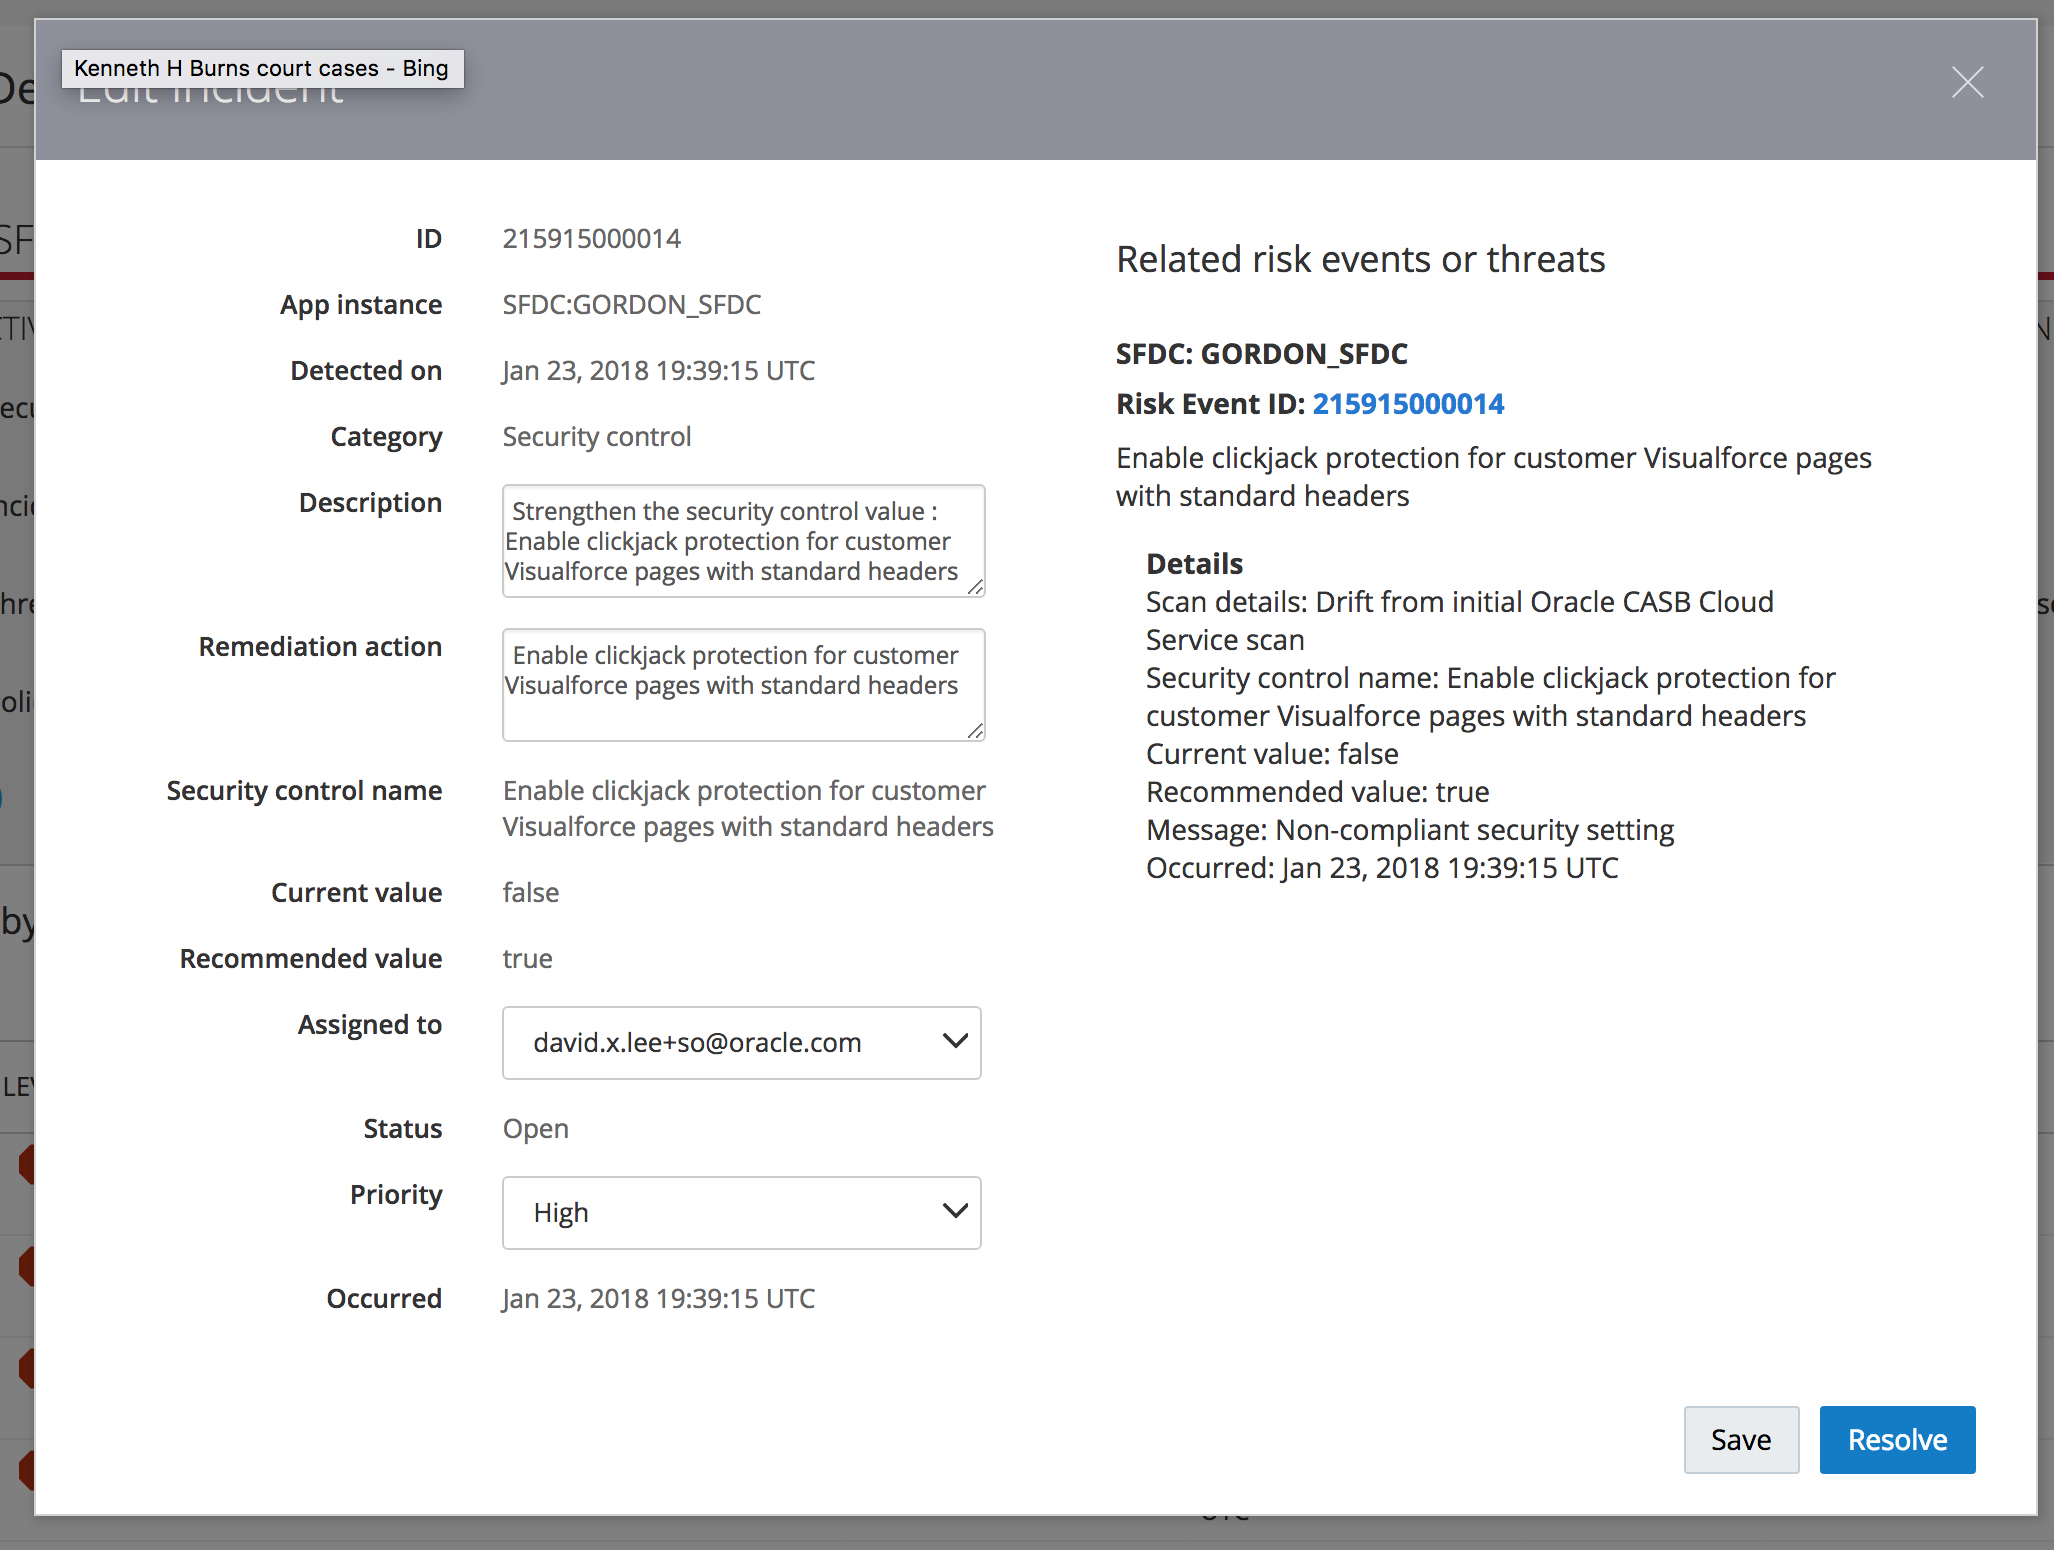 Kenneth H Burns court cases - Bing
Edit Incident
ID 215915000014
App instance SFDC:GORDON_SFDC
Detected on Jan 23, 2018 19:39:15 UTC
Category Security control
Description Strengthen the security control value :
Enable clickjack protection for customer
Visualforce pages with standard headers
Remediation action Enable clickjack protection for customer
Visualforce pages with standard headers
Security control name Enable clickjack protection for customer
Visualforce pages with standard headers
Current value false
Recommended value true
Assigned to david.x.lee+so@oracle.com
Status Open
Priority High
Occurred Jan 23, 2018 19:39:15 UTC
Related risk events or threats
SFDC: GORDON_SFDC
Risk Event ID: 215915000014
Enable clickjack protection for customer Visualforce pages
with standard headers
Details
Scan details: Drift from initial Oracle CASB Cloud
Service scan
Security control name: Enable clickjack protection for
customer Visualforce pages with standard headers
Current value: false
Recommended value: true
Message: Non-compliant security setting
Occurred: Jan 23, 2018 19:39:15 UTC
Save Resolve
by